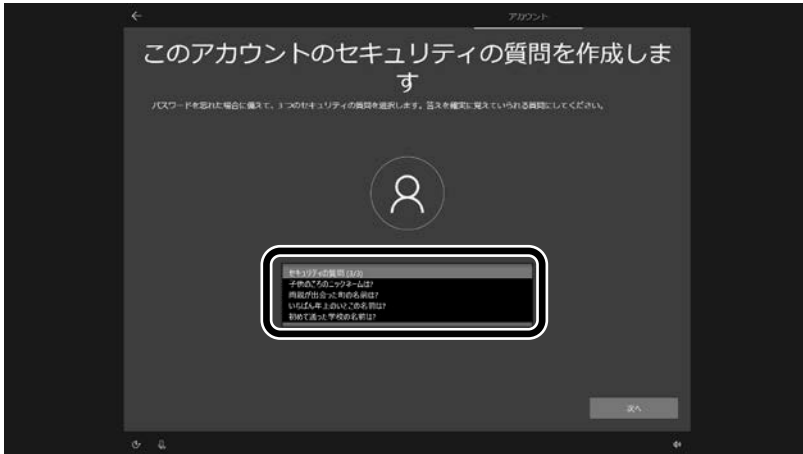 アカウント
このアカウントのセキュリティの質問を作成しま
す
パスワードを忘れた場合に備えて、3 つのセキュリティの質問を選択します。答えを確実に覚えていられる質問にしてください。
セキュリティの質問 (3/3)
子供のころのニックネームは?
両親が出会った町の名前は?
いちばん年上のいとこの名前は?
初めて通った学校の名前は?
次へ